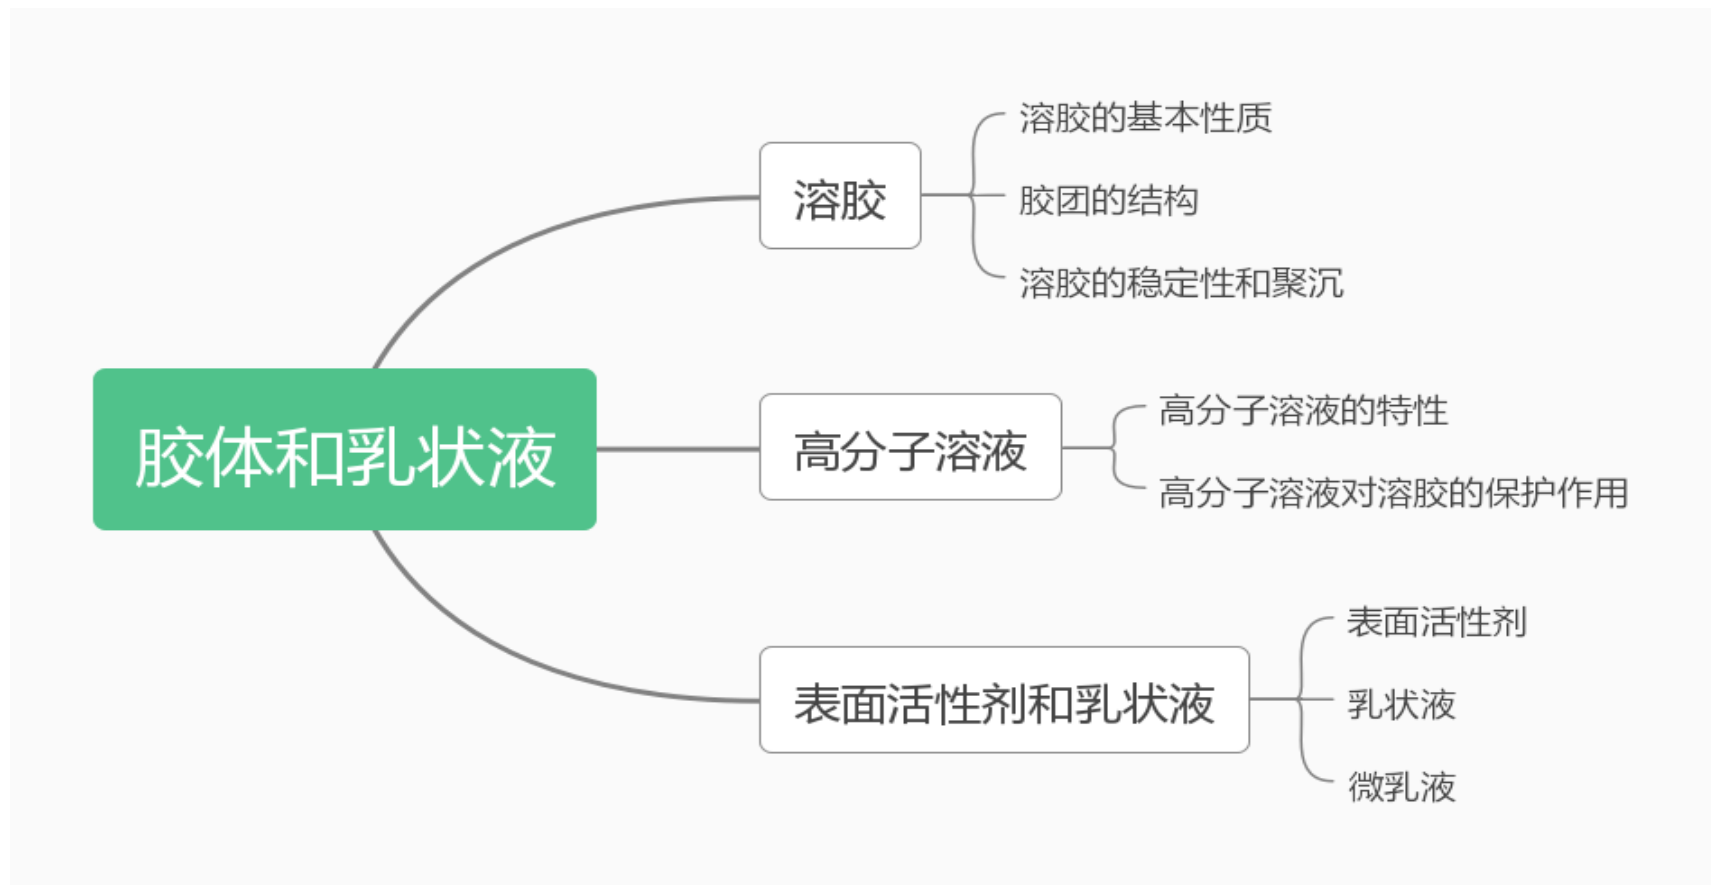 胶体和乳状液
溶胶
溶胶的基本性质
胶团的结构
溶胶的稳定性和聚沉
高分子溶液
高分子溶液的特性
高分子溶液对溶胶的保护作用
表面活性剂和乳状液
表面活性剂
乳状液
微乳液